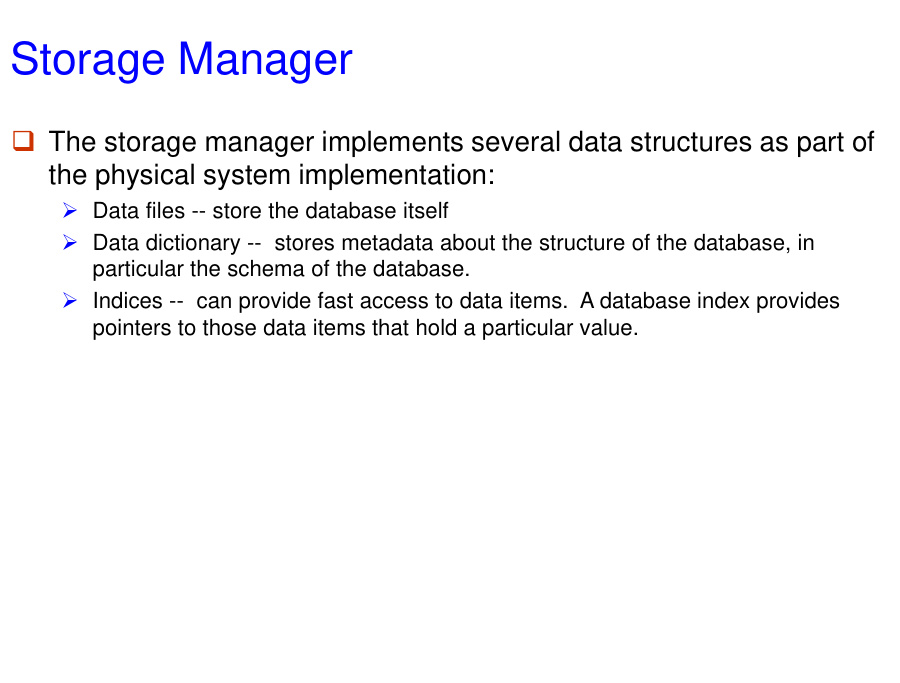 Storage Manager
The storage manager implements several data structures as part of
the physical system implementation:
Data files -- store the database itself
Data dictionary --  stores metadata about the structure of the database, in
particular the schema of the database.
Indices --  can provide fast access to data items.  A database index provides
pointers to those data items that hold a particular value.